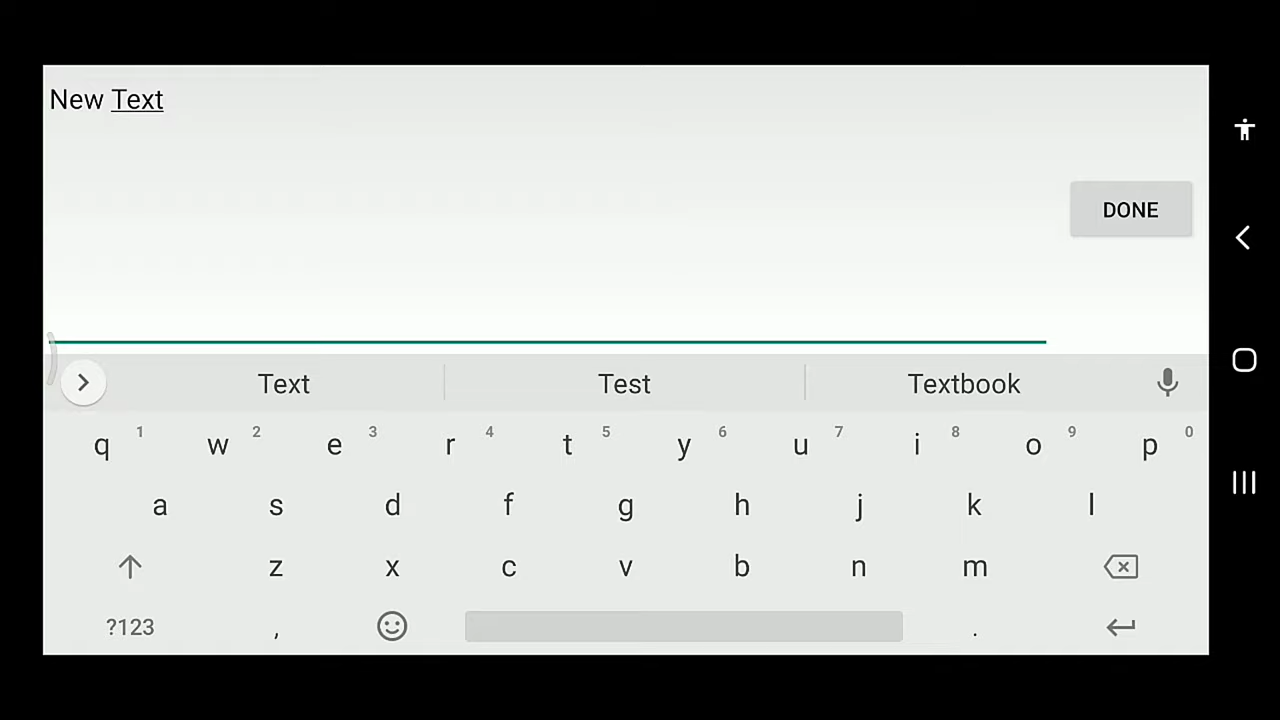 New Text
DONE
Text Test Textbook
q 1 w 2 e 3 r 4 t 5 y 6 u 7 i 8 o 9 p 0
a s d f g h j k l
z x c v b n m
?123 , .